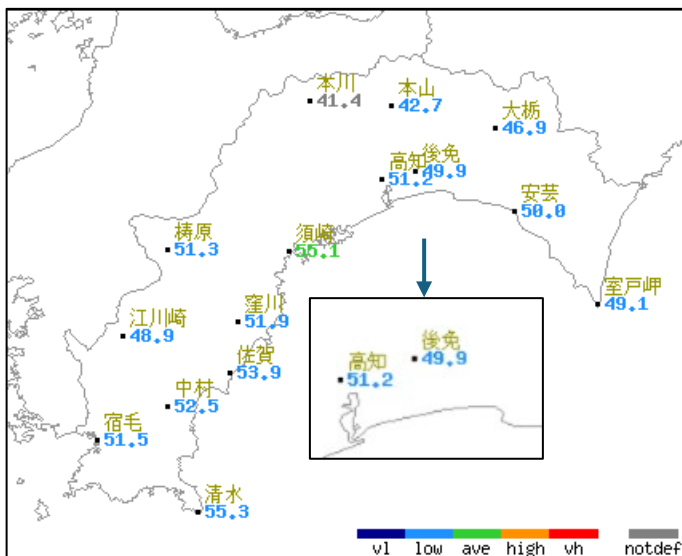 本川
41.4
本山
42.7
大栃
46.9
高知
51.2
後免
49.9
安芸
50.0
梼原
51.3
須崎
55.1
室戸岬
49.1
江川崎
48.9
窪川
51.9
佐賀
53.9
高知
51.2
後免
49.9
中村
52.5
宿毛
51.5
清水
55.3
vl low ave high vh notdef